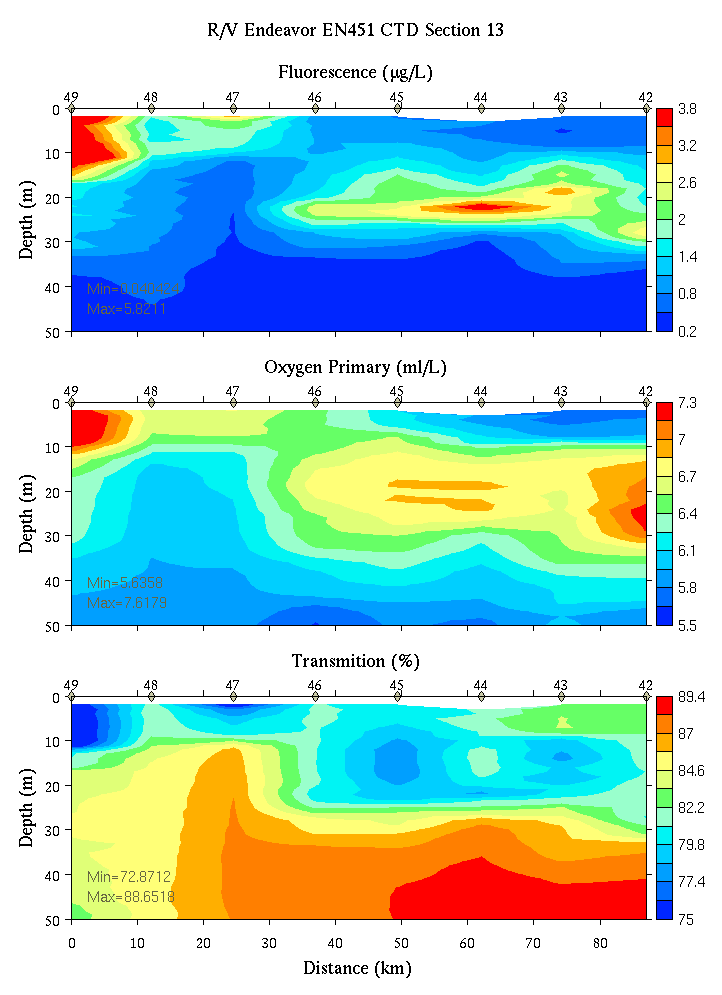 R/V Endeavor EN451 CTD Section 13
Fluorescence (µg/L)
49 48 47 46 45 44 43 42
0
10
20
30
40
50
Depth (m)
Max=5.8211
3.8
3.2
2.6
2
1.4
0.8
0.2
Oxygen Primary (ml/L)
49 48 47 46 45 44 43 42
0
10
20
30
40
50
Depth (m)
Min=5.6358
Max=7.6179
7.3
7
6.7
6.4
6.1
5.8
5.5
Transmition (%)
49 48 47 46 45 44 43 42
0
10
20
30
40
50
Depth (m)
Min=72.8712
Max=88.6518
89.4
87
84.6
82.2
79.8
77.4
75
0 10 20 30 40 50 60 70 80
Distance (km)